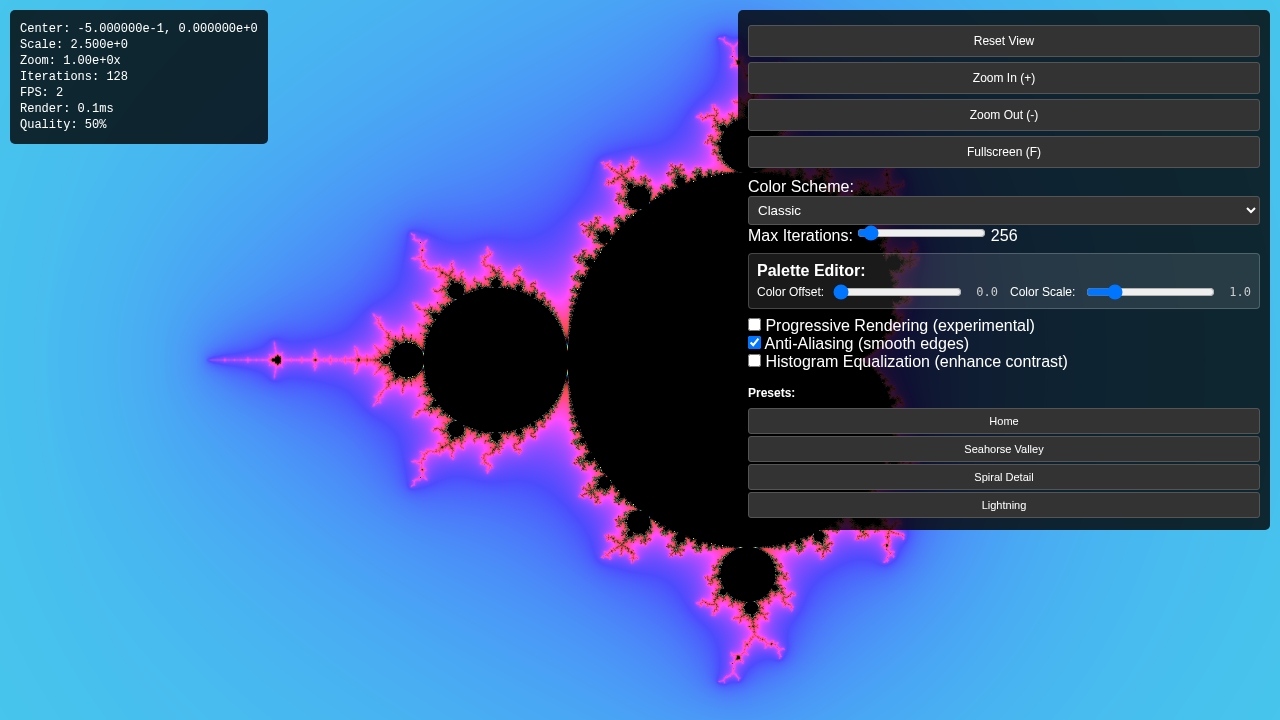 Center: -5.000000e-1, 0.000000e+0
Scale: 2.500e+0
Zoom: 1.00e+0x
Iterations: 128
FPS: 2
Render: 0.1ms
Quality: 50%
Reset View
Zoom In (+)
Zoom Out (-)
Fullscreen (F)
Color Scheme:
Classic
Max Iterations: 256
Palette Editor:
Color Offset: 0.0 Color Scale: 1.0
Progressive Rendering (experimental)
Anti-Aliasing (smooth edges)
Histogram Equalization (enhance contrast)
Presets:
Home
Seahorse Valley
Spiral Detail
Lightning